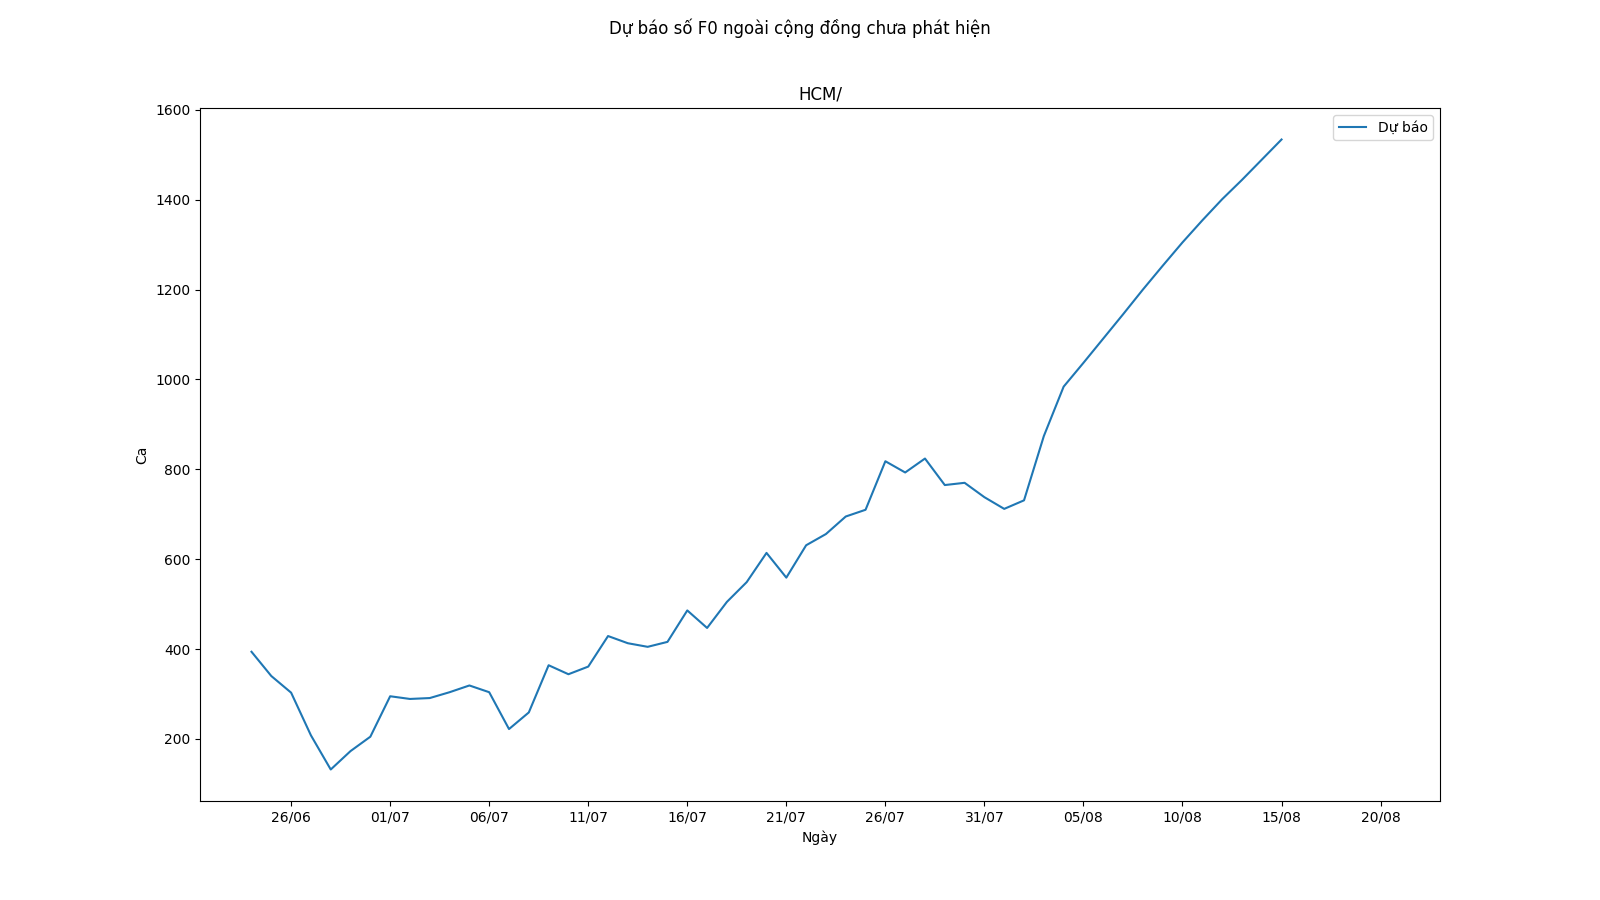 Dự báo số F0 ngoài cộng đồng chưa phát hiện
HCM/
Dự báo
1600
1400
1200
1000
800
600
400
200
Ca
26/06 01/07 06/07 11/07 16/07 21/07 26/07 31/07 05/08 10/08 15/08 20/08
Ngày